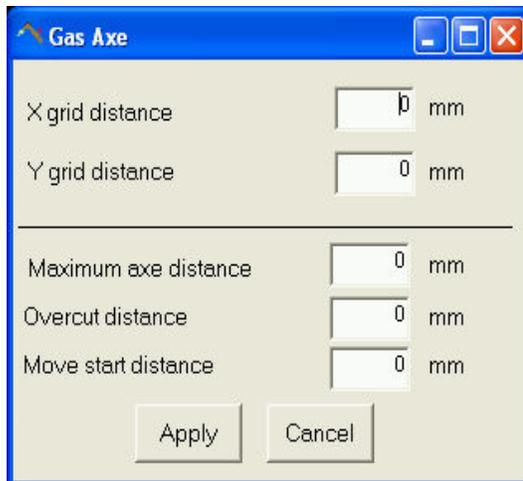 Gas Axe
X grid distance 0 mm
Y grid distance 0 mm
Maximum axe distance 0 mm
Overcut distance 0 mm
Move start distance 0 mm
Apply Cancel